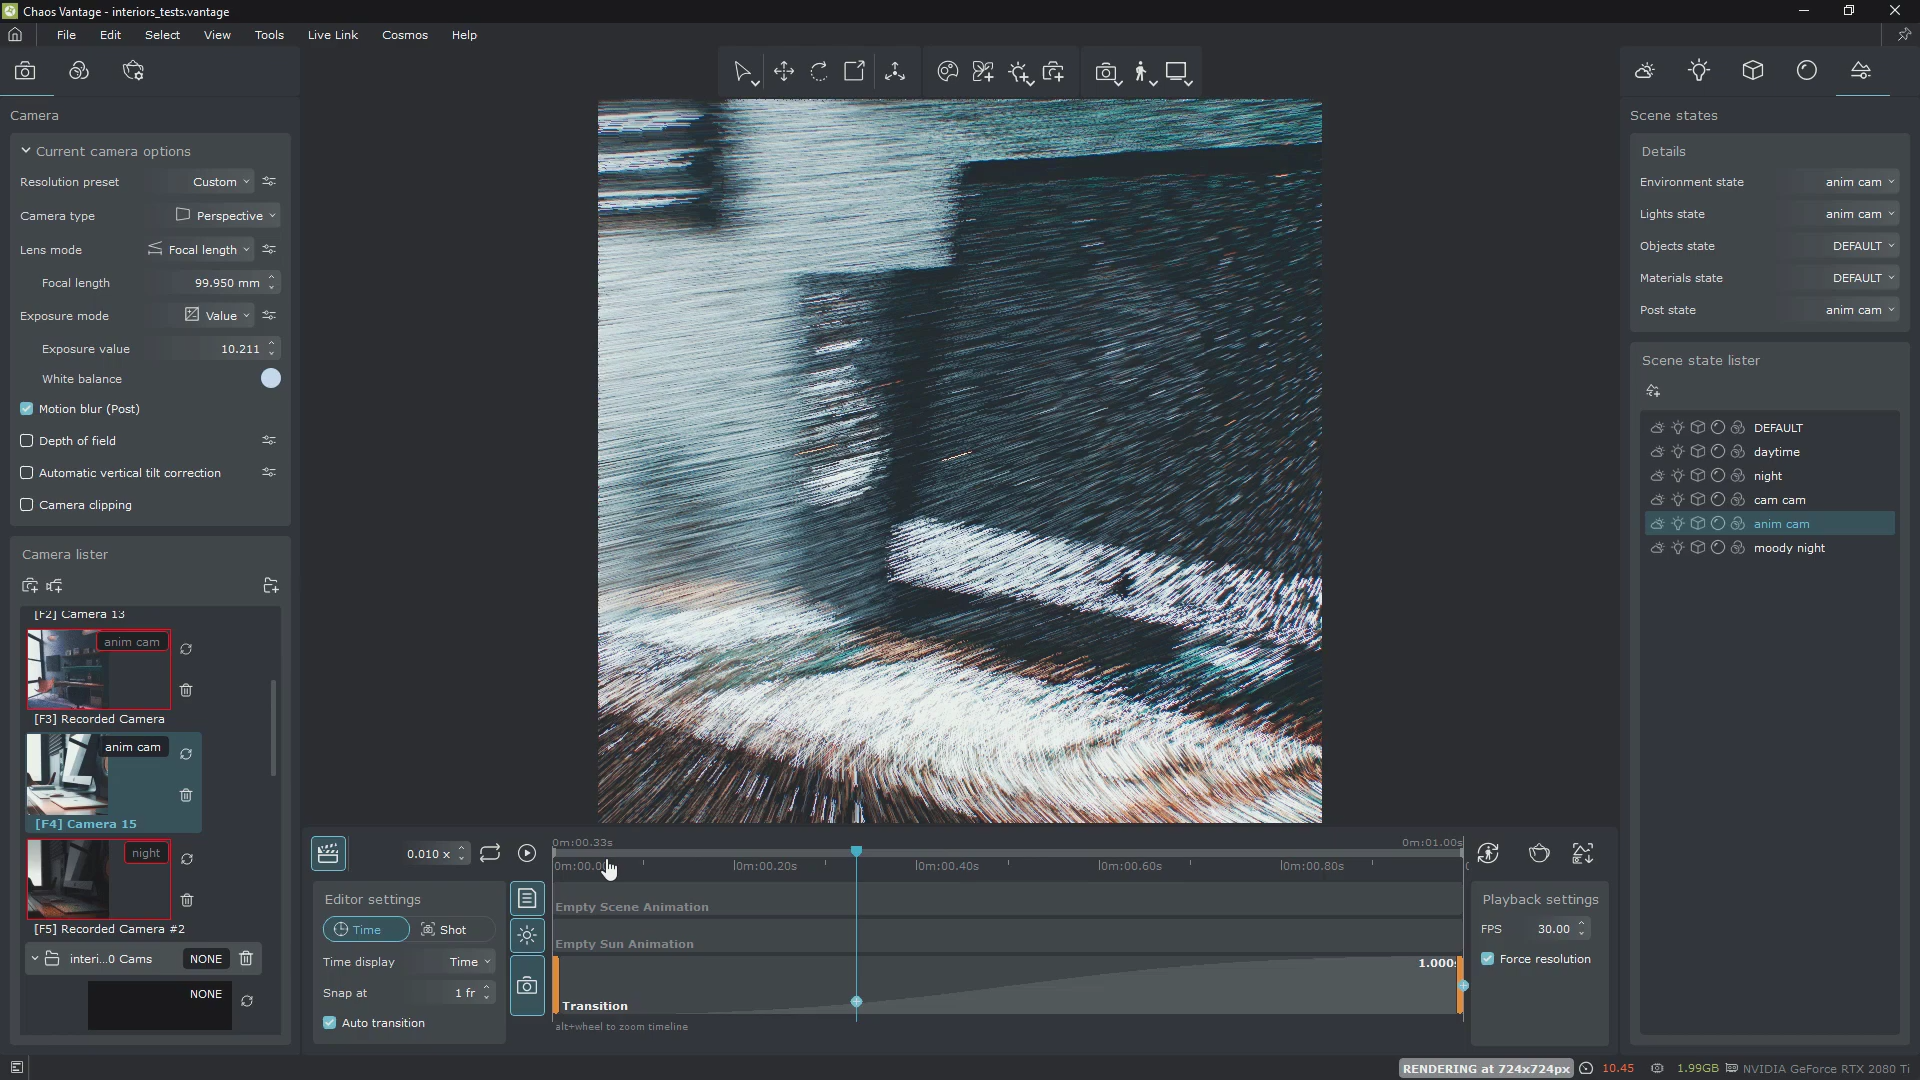 Chaos Vantage - interiors_tests.vantage
File Edit Select View Tools Live Link Cosmos Help
Camera
Current camera options
Resolution preset Custom
Camera type Perspective
Lens mode Focal length
Focal length 99.950 mm
Exposure mode Value
Exposure value 10.211
White balance
Motion blur (Post)
Depth of field
Automatic vertical tilt correction
Camera clipping
Camera lister
[F2] Camera 13
anim cam
[F3] Recorded Camera
anim cam
[F4] Camera 15
night
[F5] Recorded Camera #2
interi...0 Cams NONE
NONE
0.010 x
0m:00.33s 0m:01.00s
0m:00.20s 0m:00.40s 0m:00.60s 0m:00.80s
Editor settings
Time Shot
Time display Time
Snap at 1 fr
Auto transition
Empty Scene Animation
Empty Sun Animation
1.000s
Transition
alt+wheel to zoom timeline
Playback settings
FPS 30.00
Force resolution
Scene states
Details
Environment state anim cam
Lights state anim cam
Objects state DEFAULT
Materials state DEFAULT
Post state anim cam
Scene state lister
DEFAULT
daytime
night
cam cam
anim cam
moody night
RENDERING at 724x724px 10.45 1.99GB NVIDIA GeForce RTX 2080 Ti